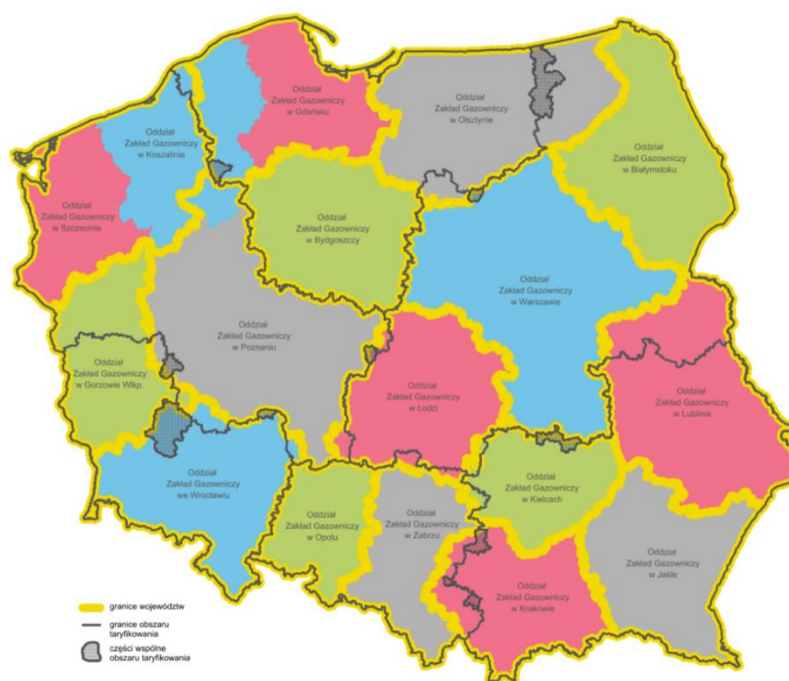 Oddział
Zakład Gazowniczy
w Gdańsku
Oddział
Zakład Gazowniczy
w Olsztynie
Oddział
Zakład Gazowniczy
w Koszalinie
Oddział
Zakład Gazowniczy
w Białymstoku
Oddział
Zakład Gazowniczy
w Szczecinie
Oddział
Zakład Gazowniczy
w Bydgoszczy
Oddział
Zakład Gazowniczy
w Warszawie
Oddział
Zakład Gazowniczy
w Poznaniu
Oddział
Zakład Gazowniczy
w Gorzowie Wlkp.
Oddział
Zakład Gazowniczy
w Łodzi
Oddział
Zakład Gazowniczy
w Lublinie
Oddział
Zakład Gazowniczy
we Wrocławiu
Oddział
Zakład Gazowniczy
w Kielcach
Oddział
Zakład Gazowniczy
w Opolu
Oddział
Zakład Gazowniczy
w Zabrzu
Oddział
Zakład Gazowniczy
w Jaśle
Oddział
Zakład Gazowniczy
w Krakowie
granice województw
granice obszaru
taryfikowania
części wspólne
obszaru taryfikowania